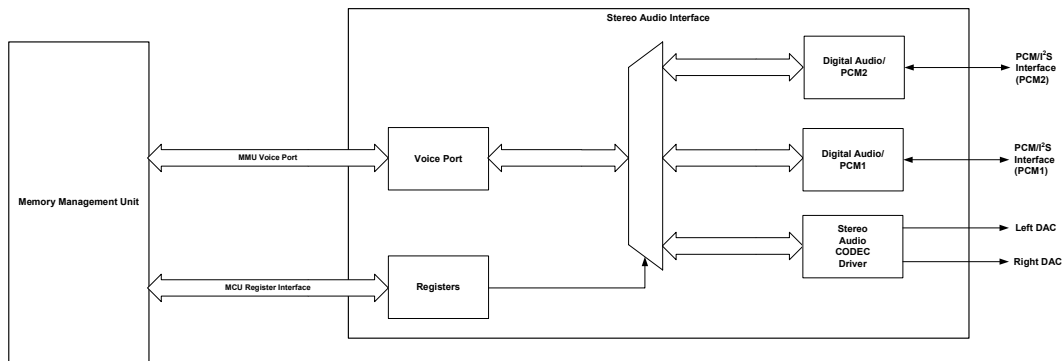 Stereo Audio Interface
Memory Management Unit
MMU Voice Port
MCU Register Interface
Voice Port
Registers
Digital Audio/
PCM2
Digital Audio/
PCM1
Stereo
Audio
CODEC
Driver
PCM/I²S
Interface
(PCM2)
PCM/I²S
Interface
(PCM1)
Left DAC
Right DAC